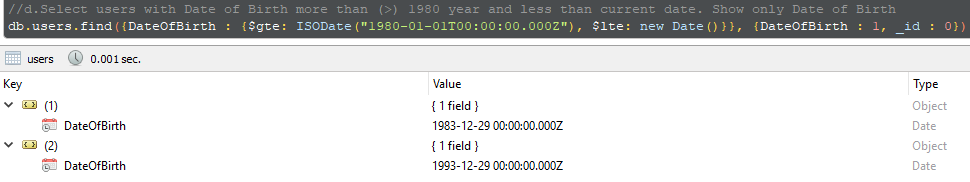 //d.Select users with Date of Birth more than (>) 1980 year and less than current date. Show only Date of Birth
db.users.find({DateOfBirth : {$gte: ISODate("1980-01-01T00:00:00.000Z"), $lte: new Date()}}, {DateOfBirth : 1, _id : 0})
users 0.001 sec.
Key Value Type
(1) { 1 field } Object
DateOfBirth 1983-12-29 00:00:00.000Z Date
(2) { 1 field } Object
DateOfBirth 1993-12-29 00:00:00.000Z Date